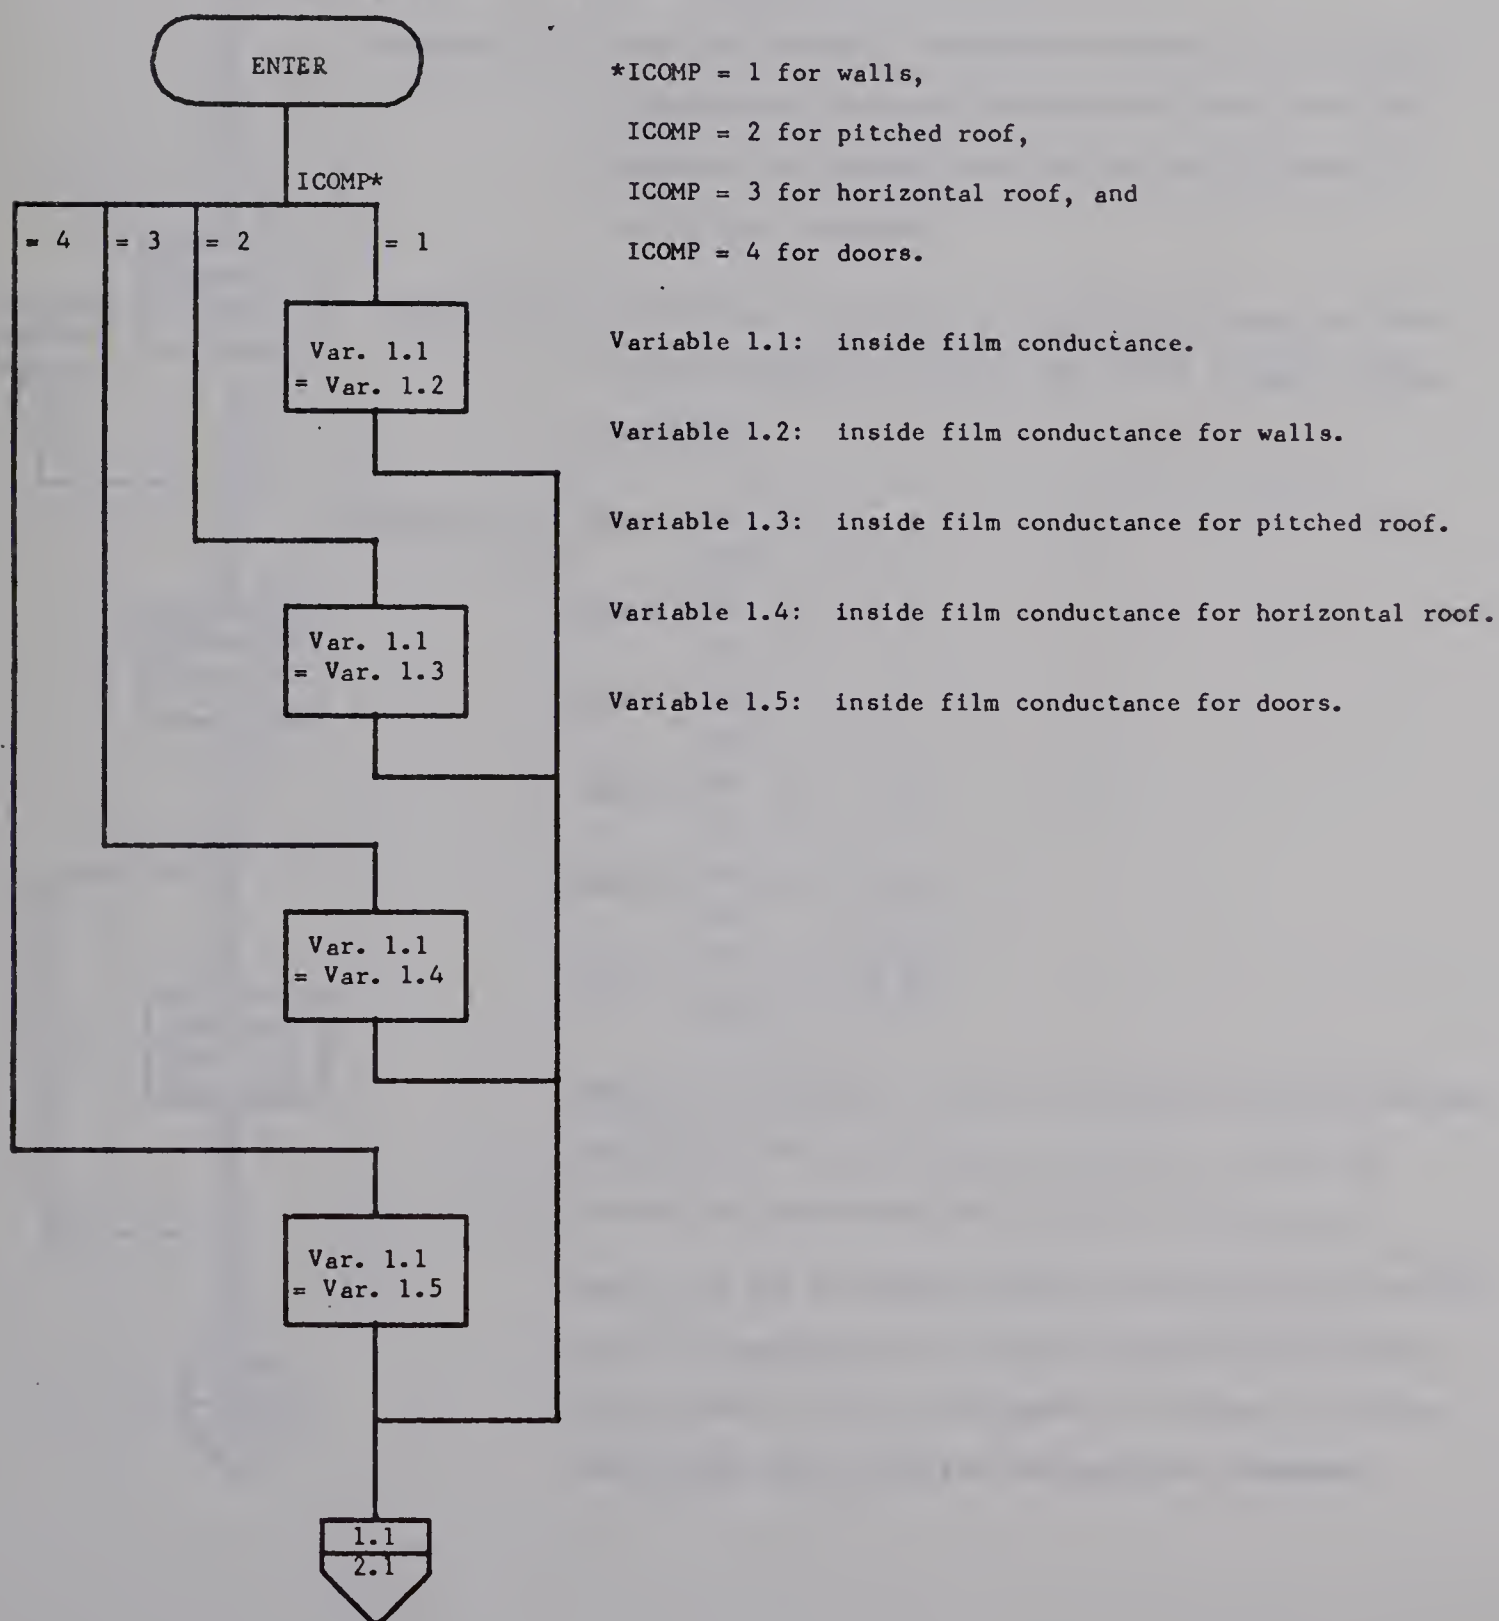 ENTER
ICOMP*
= 4
= 3
= 2
= 1
Var. 1.1
= Var. 1.2
Var. 1.1
= Var. 1.3
Var. 1.1
= Var. 1.4
Var. 1.1
= Var. 1.5
1.1
2.1
*ICOMP = 1 for walls,
ICOMP = 2 for pitched roof,
ICOMP = 3 for horizontal roof, and
ICOMP = 4 for doors.
Variable 1.1: inside film conductance.
Variable 1.2: inside film conductance for walls.
Variable 1.3: inside film conductance for pitched roof.
Variable 1.4: inside film conductance for horizontal roof.
Variable 1.5: inside film conductance for doors.